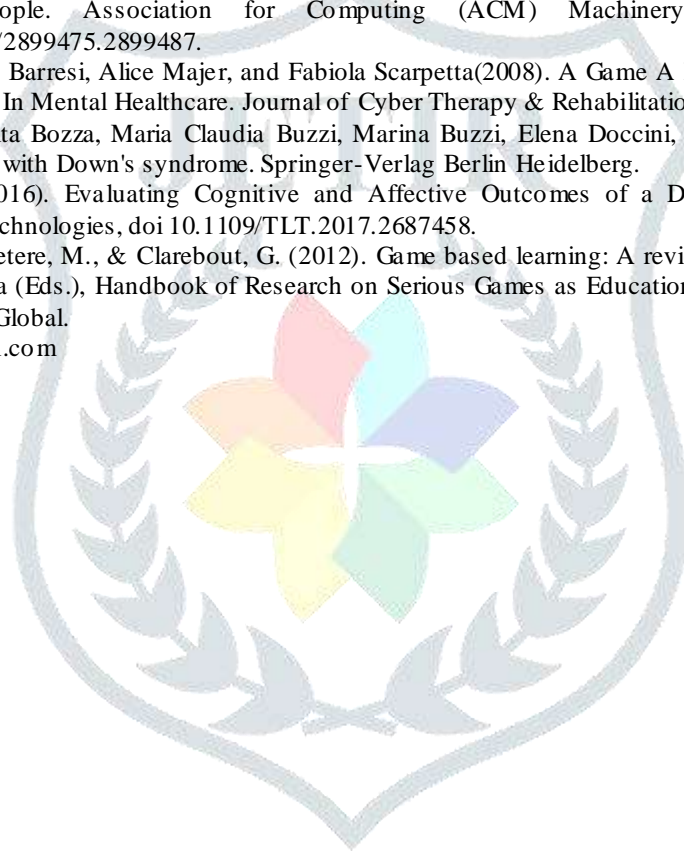 ople. Association for Computing (ACM) Machinery
/2899475.2899487.
Barresi, Alice Majer, and Fabiola Scarpetta(2008). A Game A
In Mental Healthcare. Journal of Cyber Therapy & Rehabilitatio
ta Bozza, Maria Claudia Buzzi, Marina Buzzi, Elena Doccini,
with Down's syndrome. Springer-Verlag Berlin Heidelberg.
016). Evaluating Cognitive and Affective Outcomes of a D
echnologies, doi 10.1109/TLT.2017.2687458.
etere, M., & Clarebout, G. (2012). Game based learning: A revi
a (Eds.), Handbook of Research on Serious Games as Education
Global.
.com
JETIR